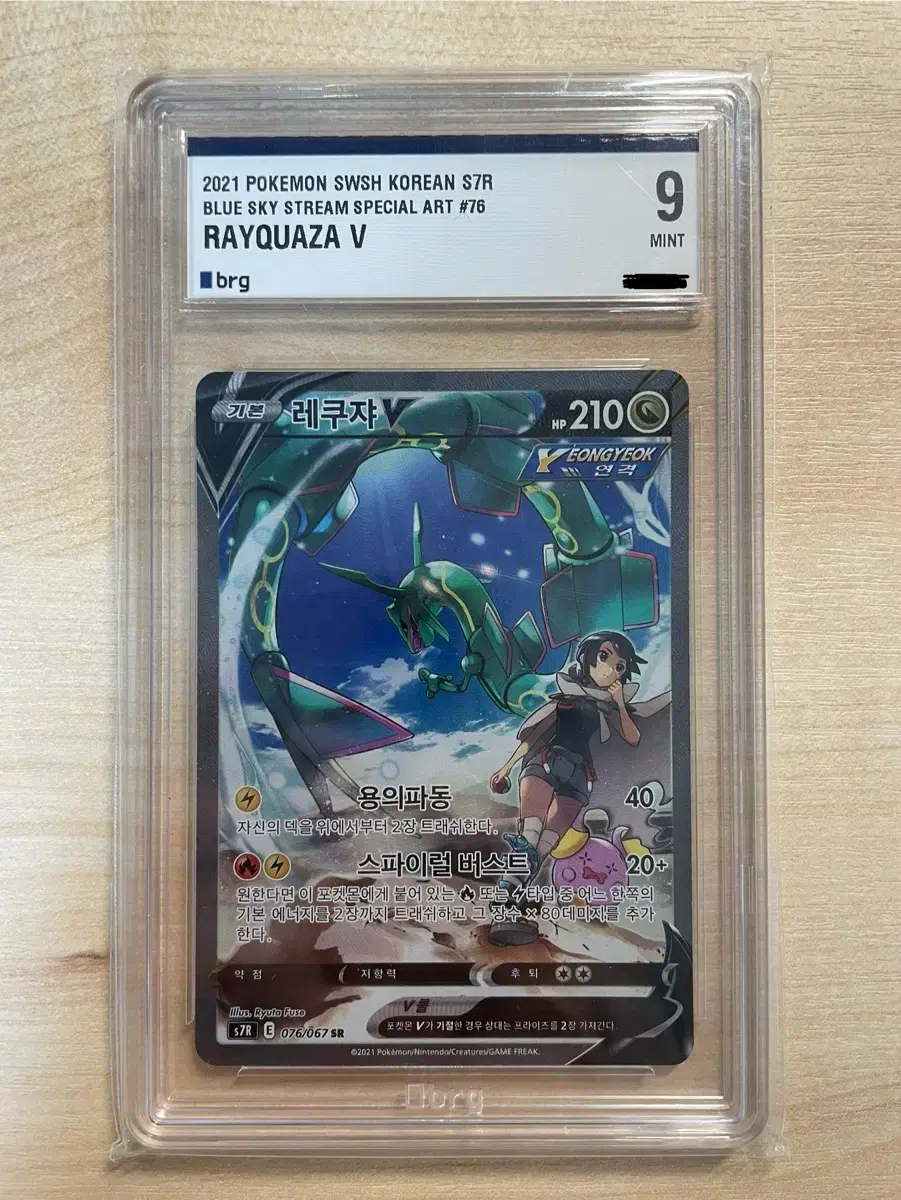 2021 POKEMON SWSH KOREAN S7R
BLUE SKY STREAM SPECIAL ART #76
RAYQUAZA V
brg
9
MINT
기본 레쿠쟈V HP 210
YEONGYEOK
연격
용의파동 40
자신의 덱을 위에서부터 2장 트래쉬한다.
스파이럴 버스트 20+
원한다면 이 포켓몬에게 붙어 있는 또는 타입 중 어느 한쪽의
기본 에너지를 2장까지 트래쉬하고 그 장수 × 80데미지를 추가
한다.
약점 저항력 후퇴
Illus. Ryuta Fuse
V룰
s7R E 076/067 SR
포켓몬 V가 기절한 경우 상대는 프라이즈를 2장 가져간다.
©2021 Pokémon/Nintendo/Creatures/GAME FREAK.
brg